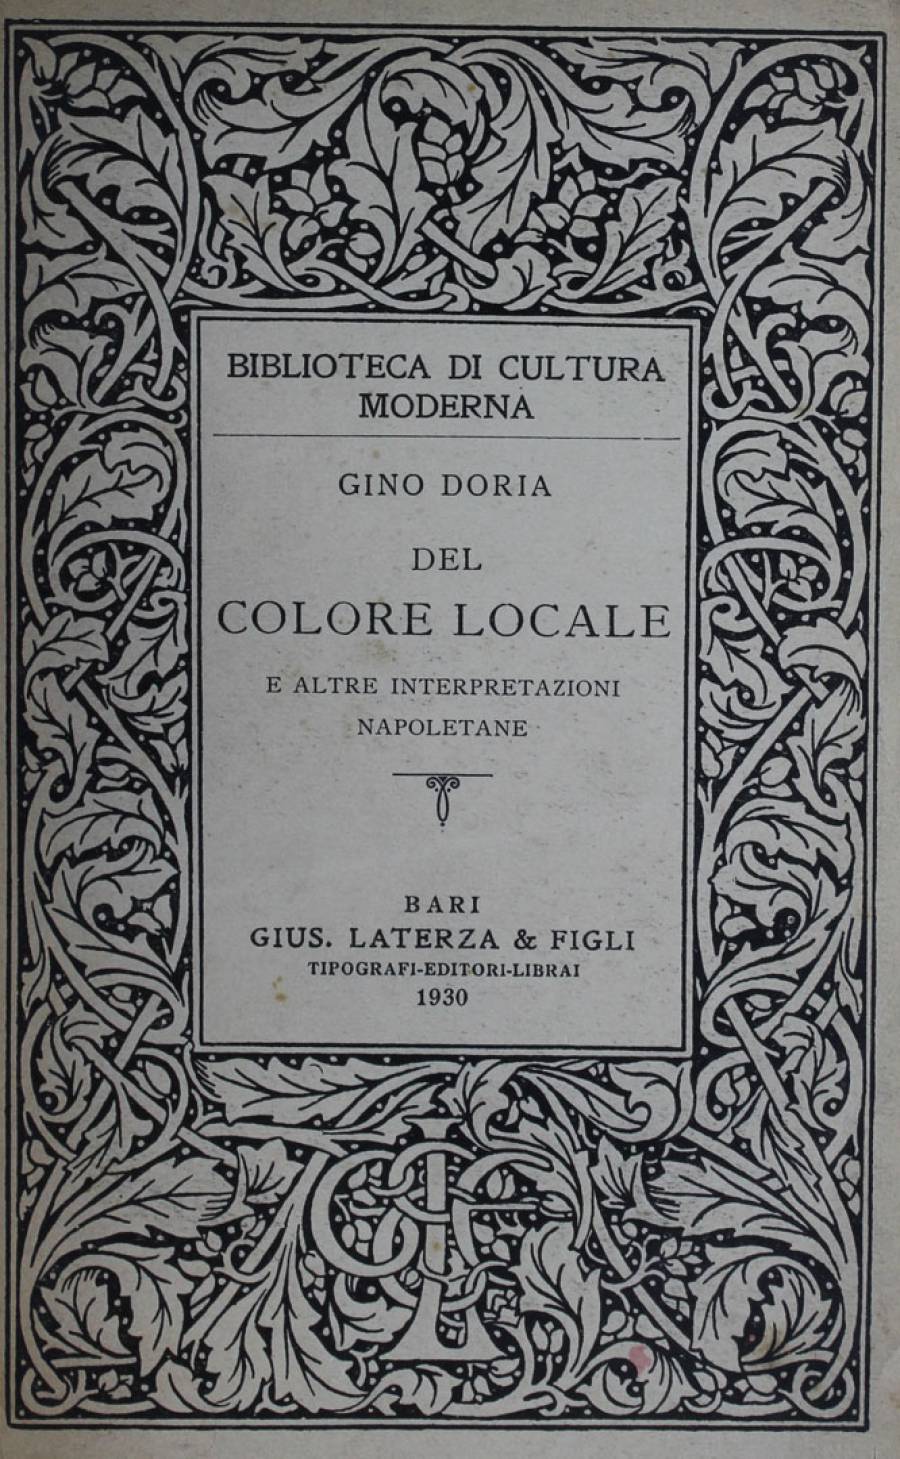 BIBLIOTECA DI CULTURA
MODERNA
GINO DORIA
DEL
COLORE LOCALE
E ALTRE INTERPRETAZIONI
NAPOLETANE
BARI
GIUS. LATERZA & FIGLI
TIPOGRAFI-EDITORI-LIBRAI
1930